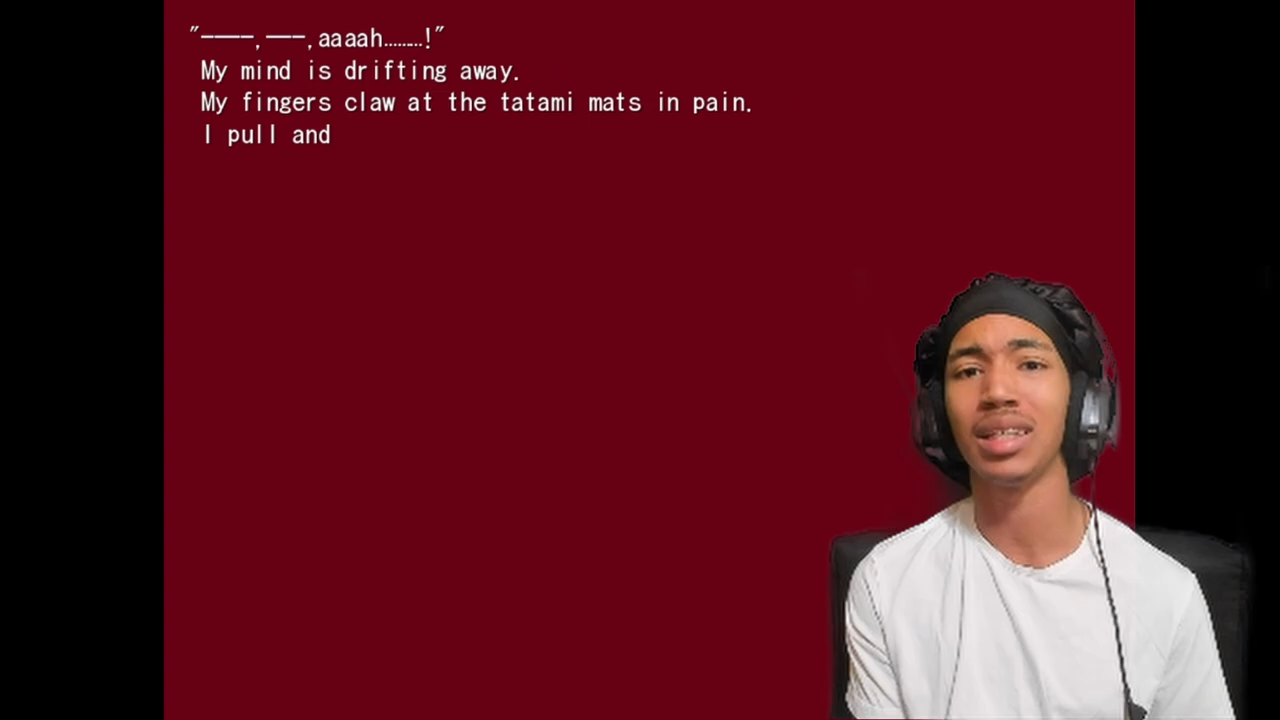 "────,───,aaaah………!"
My mind is drifting away.
My fingers claw at the tatami mats in pain.
I pull and